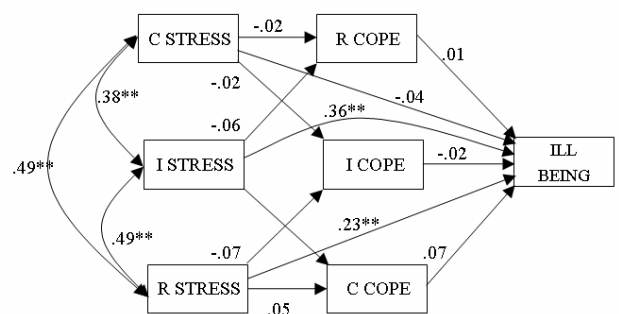 C STRESS
-.02
R COPE
.01
-.02
-.04
.38**
-.06
.36**
I STRESS
I COPE
-.02
ILL
BEING
.49**
.49**
-.07
.23**
.07
R STRESS
.05
C COPE